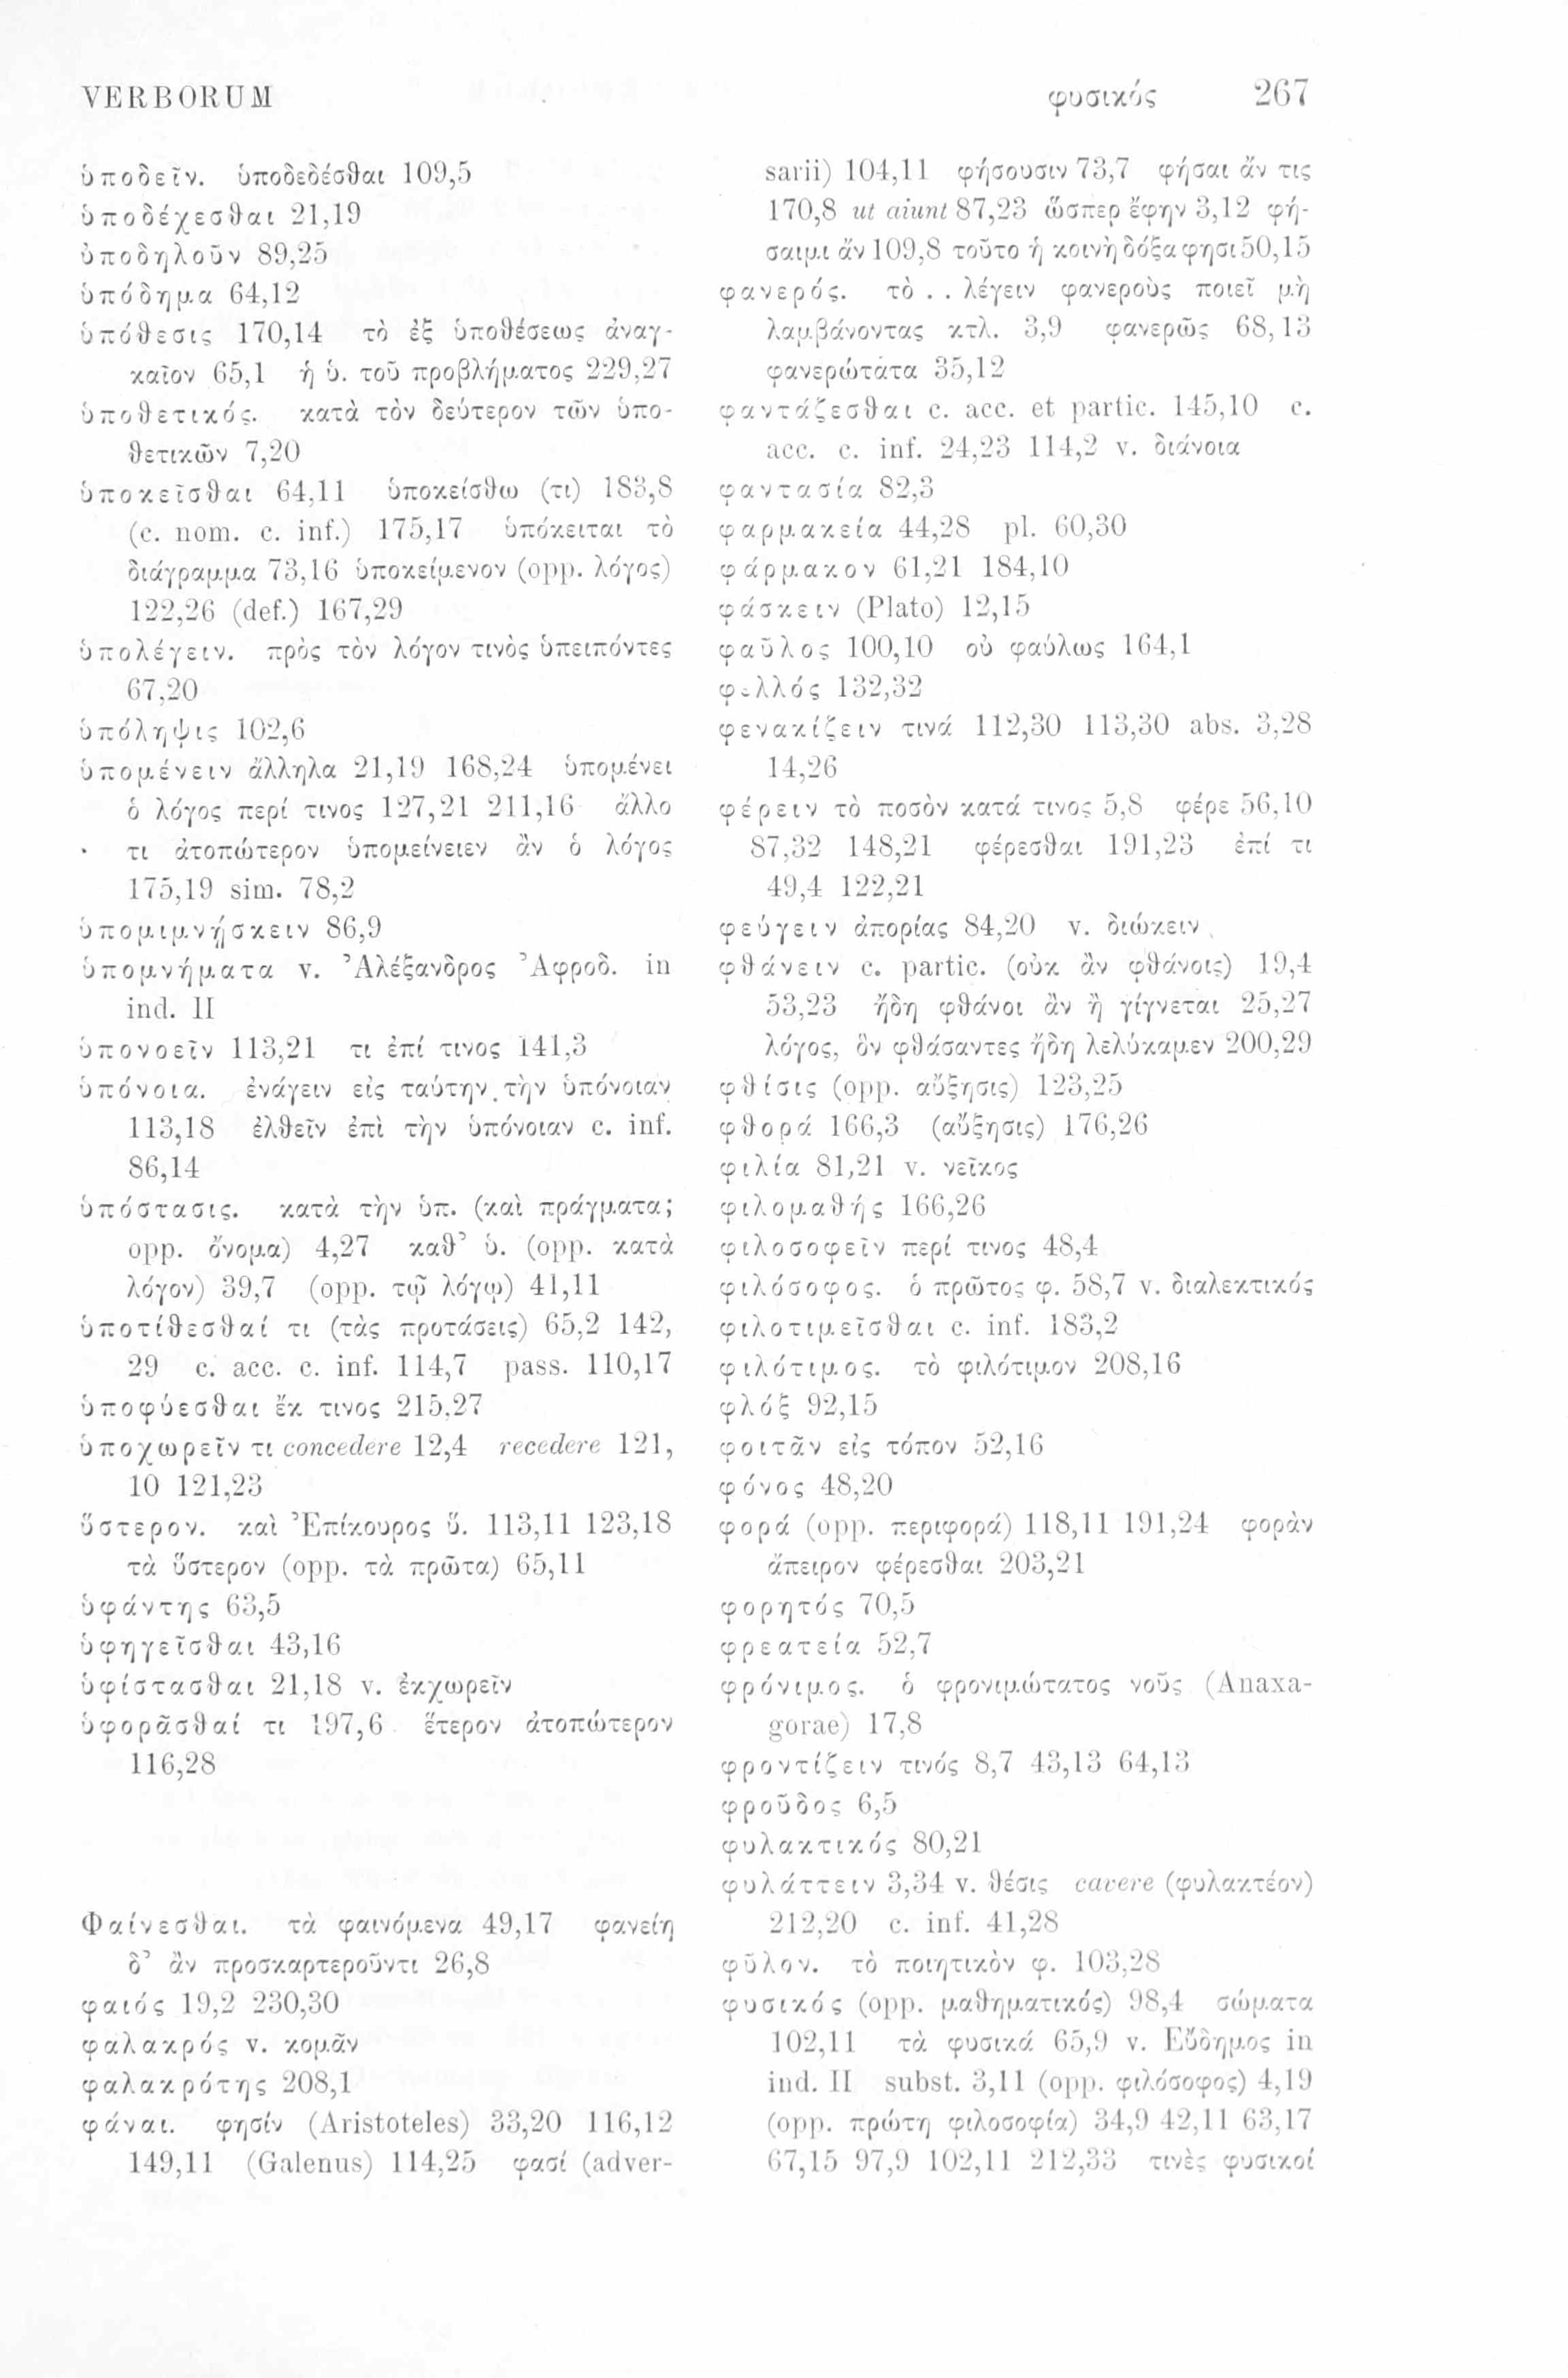 VERBORUM φυσικός 267
ὑποδεῖν. ὑποδεδέσθαι 109,5
ὑποδέχεσθαι 21,19
ὑποδηλοῦν 89,25
ὑπόδημα 64,12
ὑπόθεσις 170,14 τὸ ἐξ ὑποθέσεως ἀναγ-
καῖον 65,1 ἡ ὑ. τοῦ προβλήματος 229,27
ὑποθετικός. κατὰ τὸν δεύτερον τῶν ὑπο-
θετικῶν 7,20
ὑποκεῖσθαι 64,11 ὑποκείσθω (τι) 183,8
(c. nom. c. inf.) 175,17 ὑπόκειται τὸ
διάγραμμα 73,16 ὑποκείμενον (opp. λόγος)
122,26 (def.) 167,29
ὑπολέγειν. πρὸς τὸν λόγον τινὸς ὑπειπόντες
67,20
ὑπόληψις 102,6
ὑπομένειν ἄλληλα 21,19 168,24 ὑπομένει
ὁ λόγος περί τινος 127,21 211,16 ἄλλο
τι ἀτοπώτερον ὑπομείνειεν ἂν ὁ λόγος
175,19 sim. 78,2
ὑπομιμνῄσκειν 86,9
ὑπομνήματα v. Ἀλέξανδρος Ἀφροδ. in
ind. II
ὑπονοεῖν 113,21 τι ἐπί τινος 141,3
ὑπόνοια. ἐνάγειν εἰς ταύτην τὴν ὑπόνοιαν
113,18 ἐλθεῖν ἐπὶ τὴν ὑπόνοιαν c. inf.
86,14
ὑπόστασις. κατὰ τὴν ὑπ. (καὶ πράγματα;
opp. ὄνομα) 4,27 καθ’ ὑ. (opp. κατὰ
λόγον) 39,7 (opp. τῷ λόγῳ) 41,11
ὑποτίθεσθαί τι (τὰς προτάσεις) 65,2 142,
29 c. acc. c. inf. 114,7 pass. 110,17
ὑποφύεσθαι ἔκ τινος 215,27
ὑποχωρεῖν τι concedere 12,4 recedere 121,
10 121,23
ὕστερον. καὶ Ἐπίκουρος ὕ. 113,11 123,18
τὰ ὕστερον (opp. τὰ πρῶτα) 65,11
ὑφάντης 63,5
ὑφηγεῖσθαι 43,16
ὑφίστασθαι 21,18 v. ἐκχωρεῖν
ὑφορᾶσθαί τι 197,6 ἕτερον ἀτοπώτερον
116,28
Φαίνεσθαι. τὰ φαινόμενα 49,17 φανείη
δ’ ἂν προσκαρτεροῦντι 26,8
φαιός 19,2 230,30
φαλακρός v. κομᾶν
φαλακρότης 208,1
φάναι. φησίν (Aristoteles) 33,20 116,12
149,11 (Galenus) 114,25 φασί (adver-
sarii) 104,11 φήσουσιν 73,7 φήσαι ἄν τις
170,8 ut aiunt 87,23 ὥσπερ ἔφην 3,12 φή-
σαιμι ἄν 109,8 τοῦτο ἡ κοινὴ δόξα φησι 50,15
φανερός. τὸ . . λέγειν φανεροὺς ποιεῖ μὴ
λαμβάνοντας κτλ. 3,9 φανερῶς 68,13
φανερώτατα 35,12
φαντάζεσθαι c. acc. et partic. 145,10 c.
acc. c. inf. 24,23 114,2 v. διάνοια
φαντασία 82,3
φαρμακεία 44,28 pl. 60,30
φάρμακον 61,21 184,10
φάσκειν (Plato) 12,15
φαῦλος 100,10 οὐ φαύλως 164,1
φελλός 132,32
φενακίζειν τινά 112,30 113,30 abs. 3,28
14,26
φέρειν τὸ ποσὸν κατά τινος 5,8 φέρε 56,10
87,32 148,21 φέρεσθαι 191,23 ἐπί τι
49,4 122,21
φεύγειν ἀπορίας 84,20 v. διώκειν
φθάνειν c. partic. (οὐκ ἂν φθάνοις) 19,4
53,23 ἤδη φθάνοι ἂν ἢ γίγνεται 25,27
λόγος, ὃν φθάσαντες ἤδη λελύκαμεν 200,29
φθίσις (opp. αὔξησις) 123,25
φθορά 166,3 (αὔξησις) 176,26
φιλία 81,21 v. νεῖκος
φιλομαθής 166,26
φιλοσοφεῖν περί τινος 48,4
φιλόσοφος. ὁ πρῶτος φ. 58,7 v. διαλεκτικός
φιλοτιμεῖσθαι c. inf. 183,2
φιλότιμος. τὸ φιλότιμον 208,16
φλόξ 92,15
φοιτᾶν εἰς τόπον 52,16
φόνος 48,20
φορά (opp. περιφορά) 118,11 191,24 φορὰν
ἄπειρον φέρεσθαι 203,21
φορητός 70,5
φρεατεία 52,7
φρόνιμος. ὁ φρονιμώτατος νοῦς (Anaxa-
gorae) 17,8
φροντίζειν τινός 8,7 43,13 64,13
φροῦδος 6,5
φυλακτικός 80,21
φυλάττειν 3,34 v. θέσις cavere (φυλακτέον)
212,20 c. inf. 41,28
φῦλον. τὸ ποιητικὸν φ. 103,28
φυσικός (opp. μαθηματικός) 98,4 σώματα
102,11 τὰ φυσικά 65,9 v. Εὔδημος in
ind. II subst. 3,11 (opp. φιλόσοφος) 4,19
(opp. πρώτη φιλοσοφία) 34,9 42,11 63,17
67,15 97,9 102,11 212,33 τινὲς φυσικοί